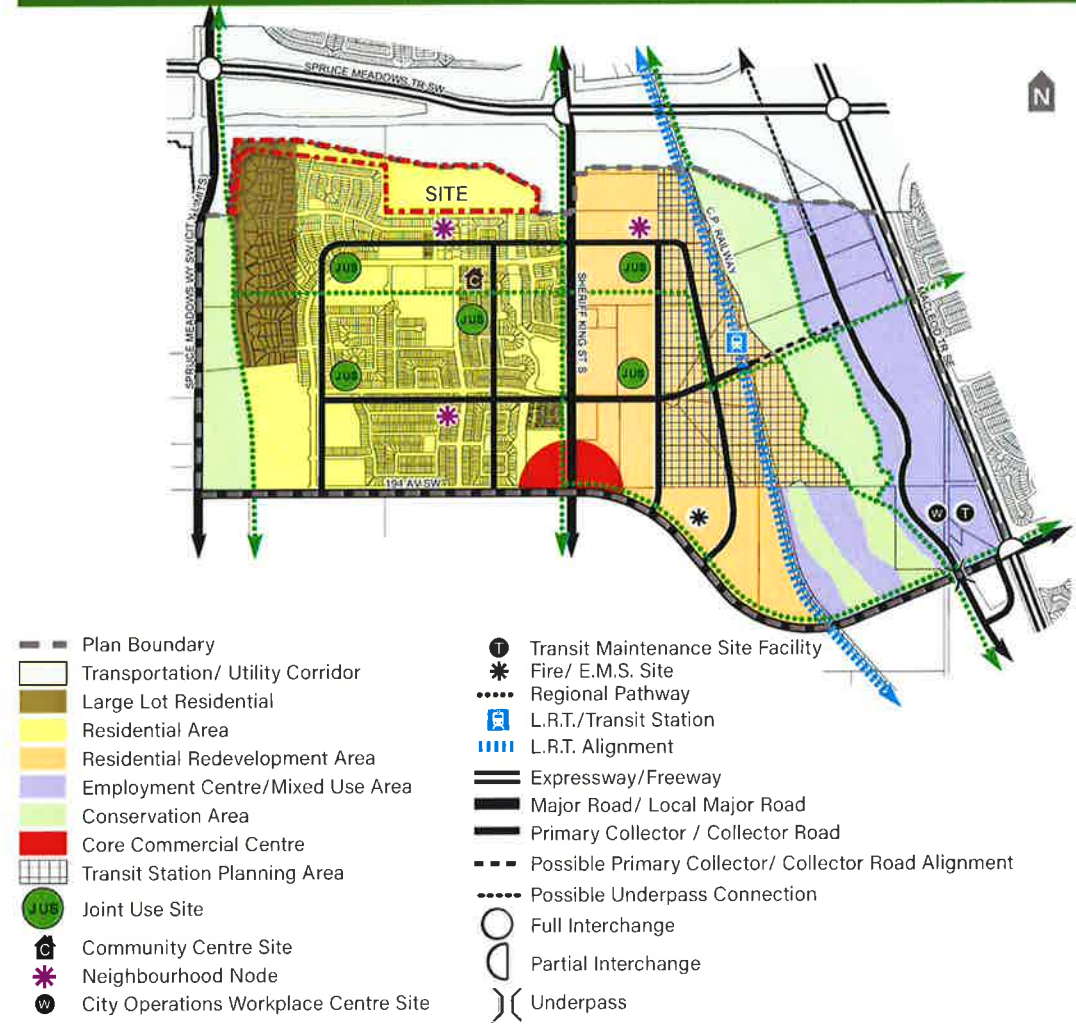 SPRUCE MEADOWS TR SW
N
SITE
SPRUCE MEADOWS WY SW (CITY LIMITS)
C.P. RAILWAY
JUS
JUS
C
SHERIFF KING ST S
MACLEOD TR SE
JUS
JUS
JUS
194 AV SW
W
T
Plan Boundary
Transportation/ Utility Corridor
Large Lot Residential
Residential Area
Residential Redevelopment Area
Employment Centre/Mixed Use Area
Conservation Area
Core Commercial Centre
Transit Station Planning Area
JUS
Joint Use Site
C
Community Centre Site
Neighbourhood Node
W
City Operations Workplace Centre Site
T
Transit Maintenance Site Facility
Fire/ E.M.S. Site
Regional Pathway
L.R.T./Transit Station
L.R.T. Alignment
Expressway/Freeway
Major Road/ Local Major Road
Primary Collector / Collector Road
Possible Primary Collector/ Collector Road Alignment
Possible Underpass Connection
Full Interchange
Partial Interchange
Underpass